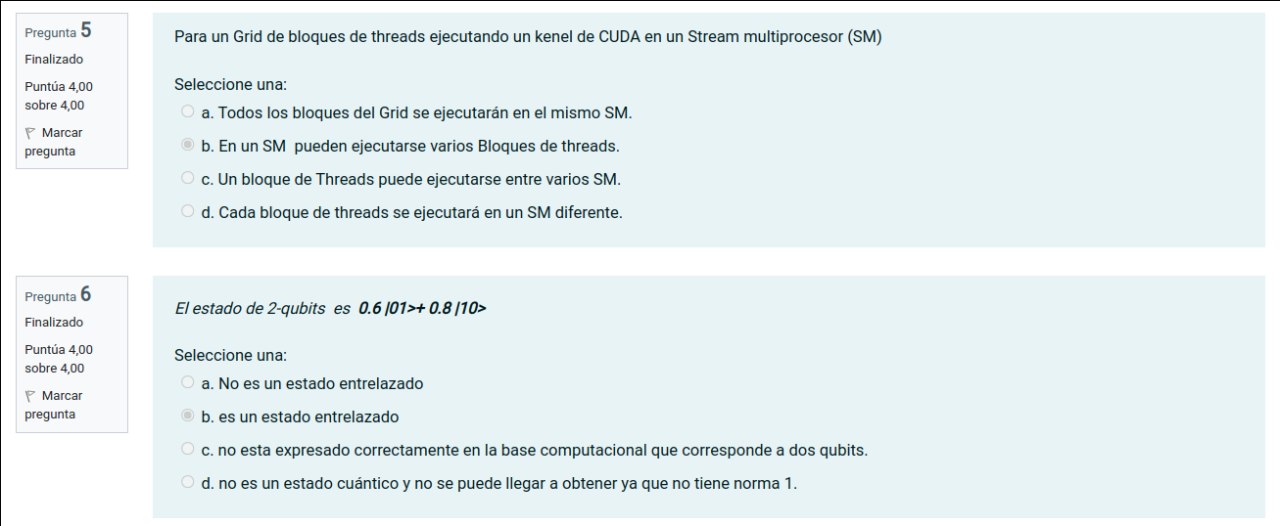 Pregunta 5
Finalizado
Puntúa 4,00
sobre 4,00
Marcar
pregunta
Para un Grid de bloques de threads ejecutando un kenel de CUDA en un Stream multiprocesor (SM)
Seleccione una:
a. Todos los bloques del Grid se ejecutarán en el mismo SM.
b. En un SM pueden ejecutarse varios Bloques de threads.
c. Un bloque de Threads puede ejecutarse entre varios SM.
d. Cada bloque de threads se ejecutará en un SM diferente.
Pregunta 6
Finalizado
Puntúa 4,00
sobre 4,00
Marcar
pregunta
El estado de 2-qubits es 0.6 |01>+ 0.8 |10>
Seleccione una:
a. No es un estado entrelazado
b. es un estado entrelazado
c. no esta expresado correctamente en la base computacional que corresponde a dos qubits.
d. no es un estado cuántico y no se puede llegar a obtener ya que no tiene norma 1.